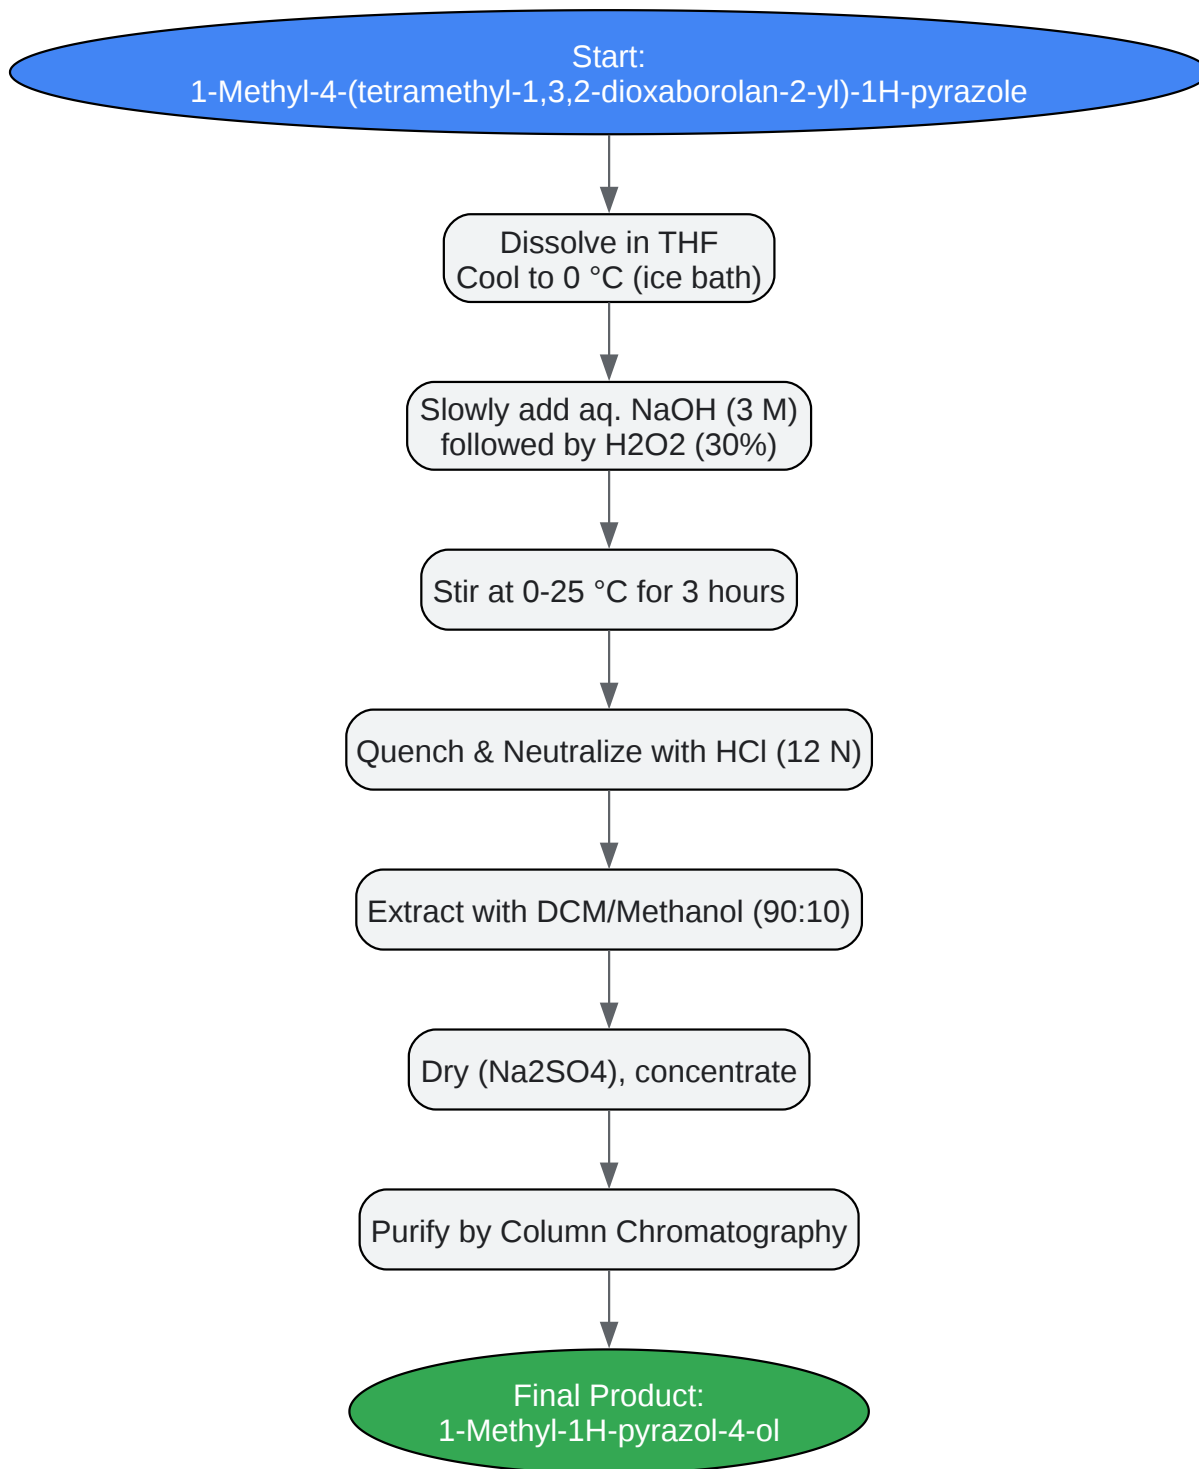 Start:
1-Methyl-4-(tetramethyl-1,3,2-dioxaborolan-2-yl)-1H-pyrazole
Dissolve in THF
Cool to 0 °C (ice bath)
Slowly add aq. NaOH (3 M)
followed by H2O2 (30%)
Stir at 0-25 °C for 3 hours
Quench & Neutralize with HCl (12 N)
Extract with DCM/Methanol (90:10)
Dry (Na2SO4), concentrate
Purify by Column Chromatography
Final Product:
1-Methyl-1H-pyrazol-4-ol